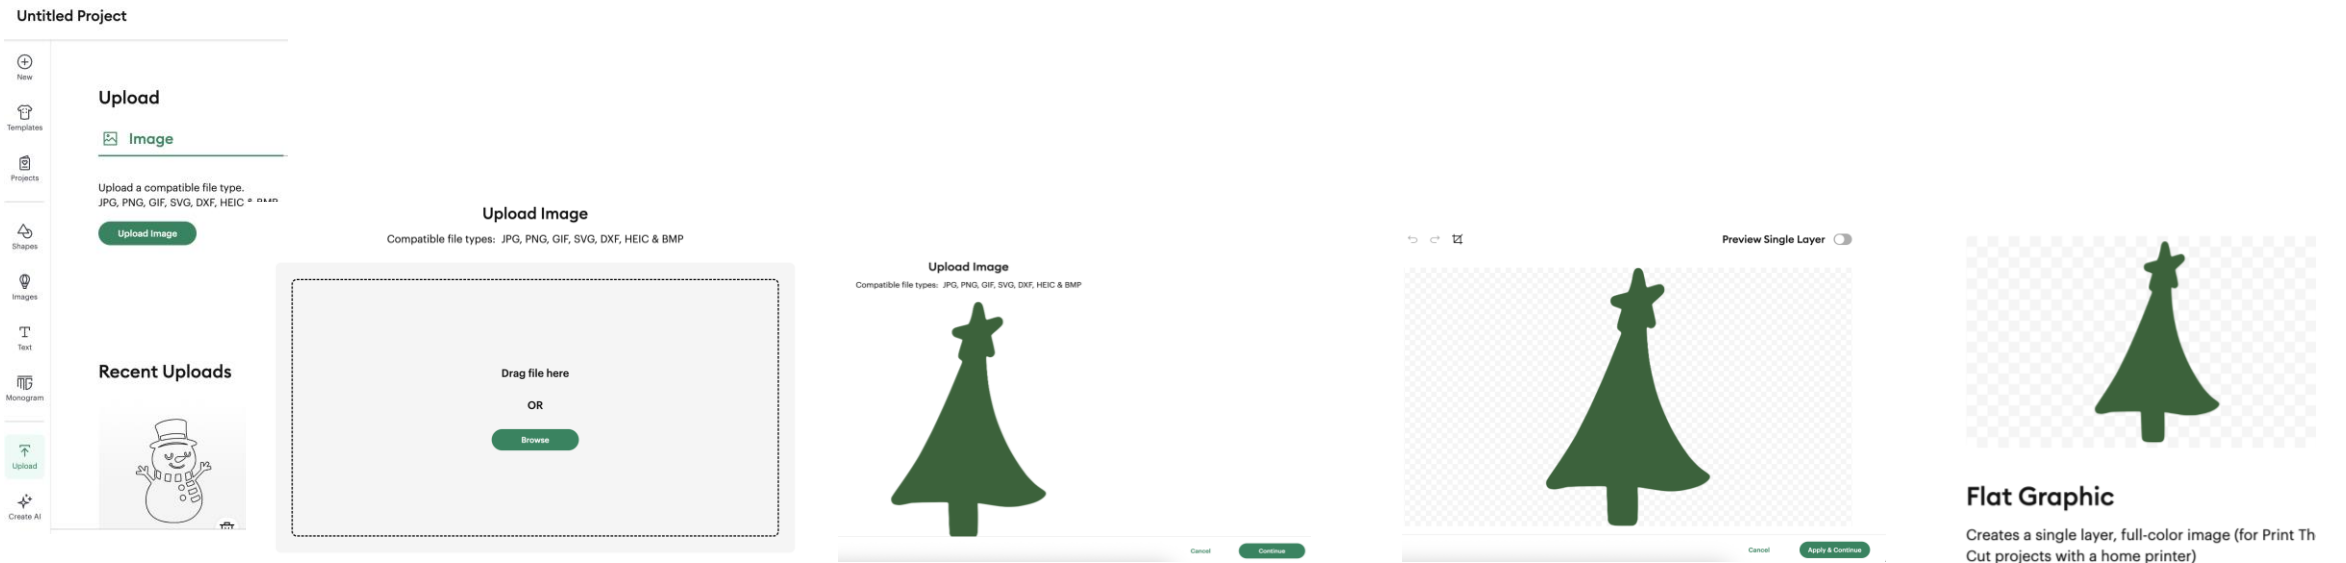 Untitled Project
New
Templates
Projects
Shapes
Images
Text
Monogram
Upload
Create AI
Upload
Image
Upload a compatible file type.
JPG, PNG, GIF, SVG, DXF, HEIC & BMP
Upload Image
Recent Uploads
Upload Image
Compatible file types: JPG, PNG, GIF, SVG, DXF, HEIC & BMP
Drag file here
OR
Browse
Upload Image
Compatible file types: JPG, PNG, GIF, SVG, DXF, HEIC & BMP
Cancel
Continue
Preview Single Layer
Cancel
Apply & Continue
Flat Graphic
Creates a single layer, full-color image (for Print Th
Cut projects with a home printer)